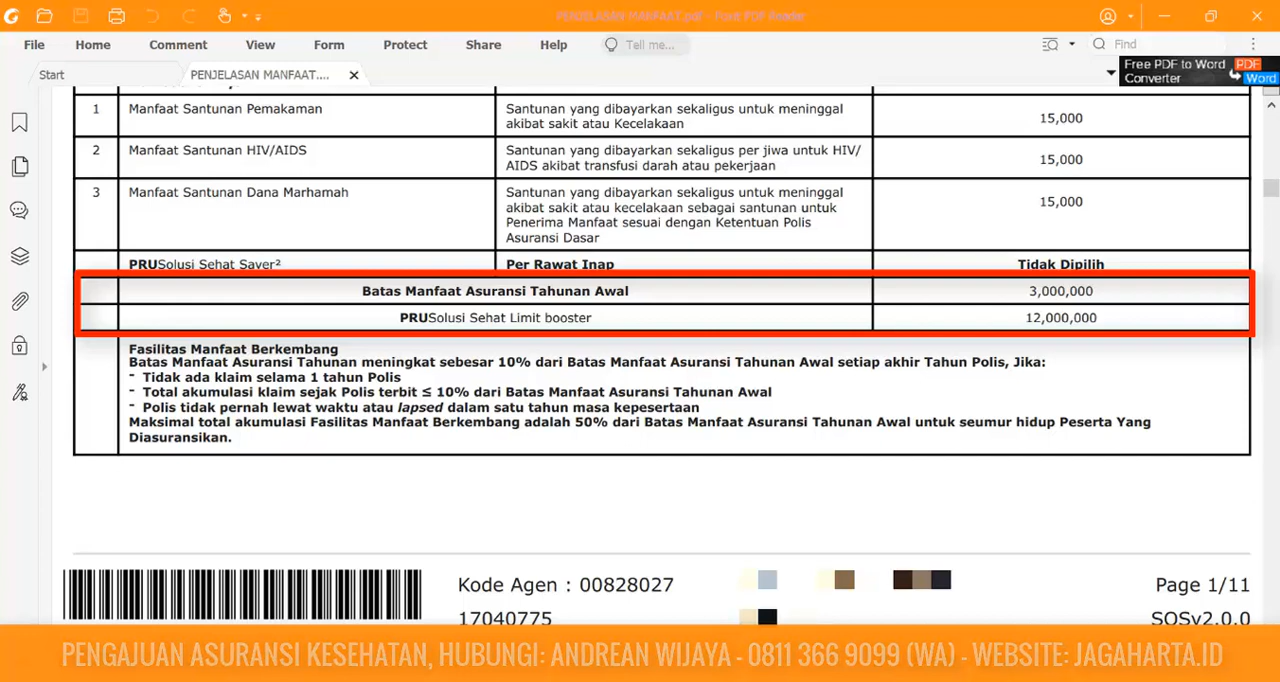 PENJELASAN MANFAAT.pdf - Foxit PDF Reader
File Home Comment View Form Protect Share Help Tell me... Find
Start PENJELASAN MANFAAT....
Free PDF to Word
Converter
PDF
Word
1 Manfaat Santunan Pemakaman Santunan yang dibayarkan sekaligus untuk meninggal
akibat sakit atau Kecelakaan
15,000
2 Manfaat Santunan HIV/AIDS Santunan yang dibayarkan sekaligus per jiwa untuk HIV/
AIDS akibat transfusi darah atau pekerjaan
15,000
3 Manfaat Santunan Dana Marhamah Santunan yang dibayarkan sekaligus untuk meninggal
akibat sakit atau kecelakaan sebagai santunan untuk
Penerima Manfaat sesuai dengan Ketentuan Polis
Asuransi Dasar
15,000
PRUSolusi Sehat Saver² Per Rawat Inap Tidak Dipilih
Batas Manfaat Asuransi Tahunan Awal 3,000,000
PRUSolusi Sehat Limit booster 12,000,000
Fasilitas Manfaat Berkembang
Batas Manfaat Asuransi Tahunan meningkat sebesar 10% dari Batas Manfaat Asuransi Tahunan Awal setiap akhir Tahun Polis, Jika:
- Tidak ada klaim selama 1 tahun Polis
- Total akumulasi klaim sejak Polis terbit ≤ 10% dari Batas Manfaat Asuransi Tahunan Awal
- Polis tidak pernah lewat waktu atau lapsed dalam satu tahun masa kepesertaan
Maksimal total akumulasi Fasilitas Manfaat Berkembang adalah 50% dari Batas Manfaat Asuransi Tahunan Awal untuk seumur hidup Peserta Yang
Diasuransikan.
Kode Agen : 00828027 Page 1/11
17040775 SOSv2.0.0
PENGAJUAN ASURANSI KESEHATAN, HUBUNGI: ANDREAN WIJAYA - 0811 366 9099 (WA) - WEBSITE: JAGAHARTA.ID